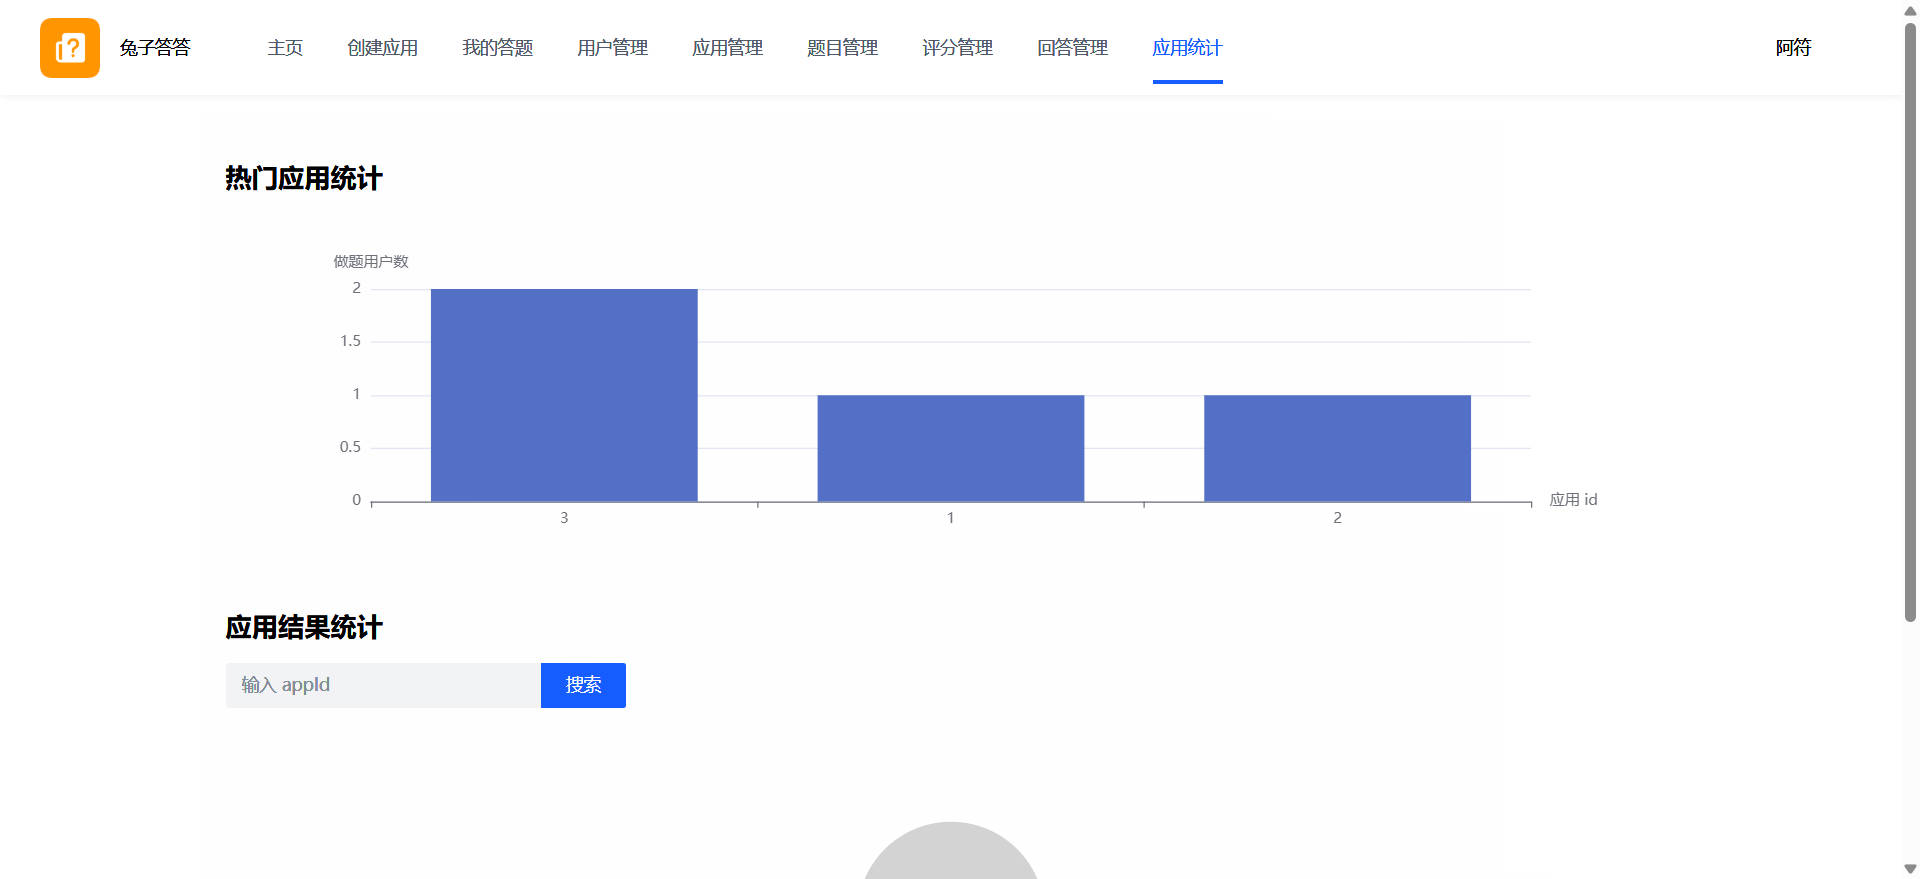 兔子答答 主页 创建应用 我的答题 用户管理 应用管理 题目管理 评分管理 回答管理 应用统计 阿符
热门应用统计
做题用户数
2
1.5
1
0.5
0
3 1 2
应用 id
应用结果统计
输入 appId 搜索